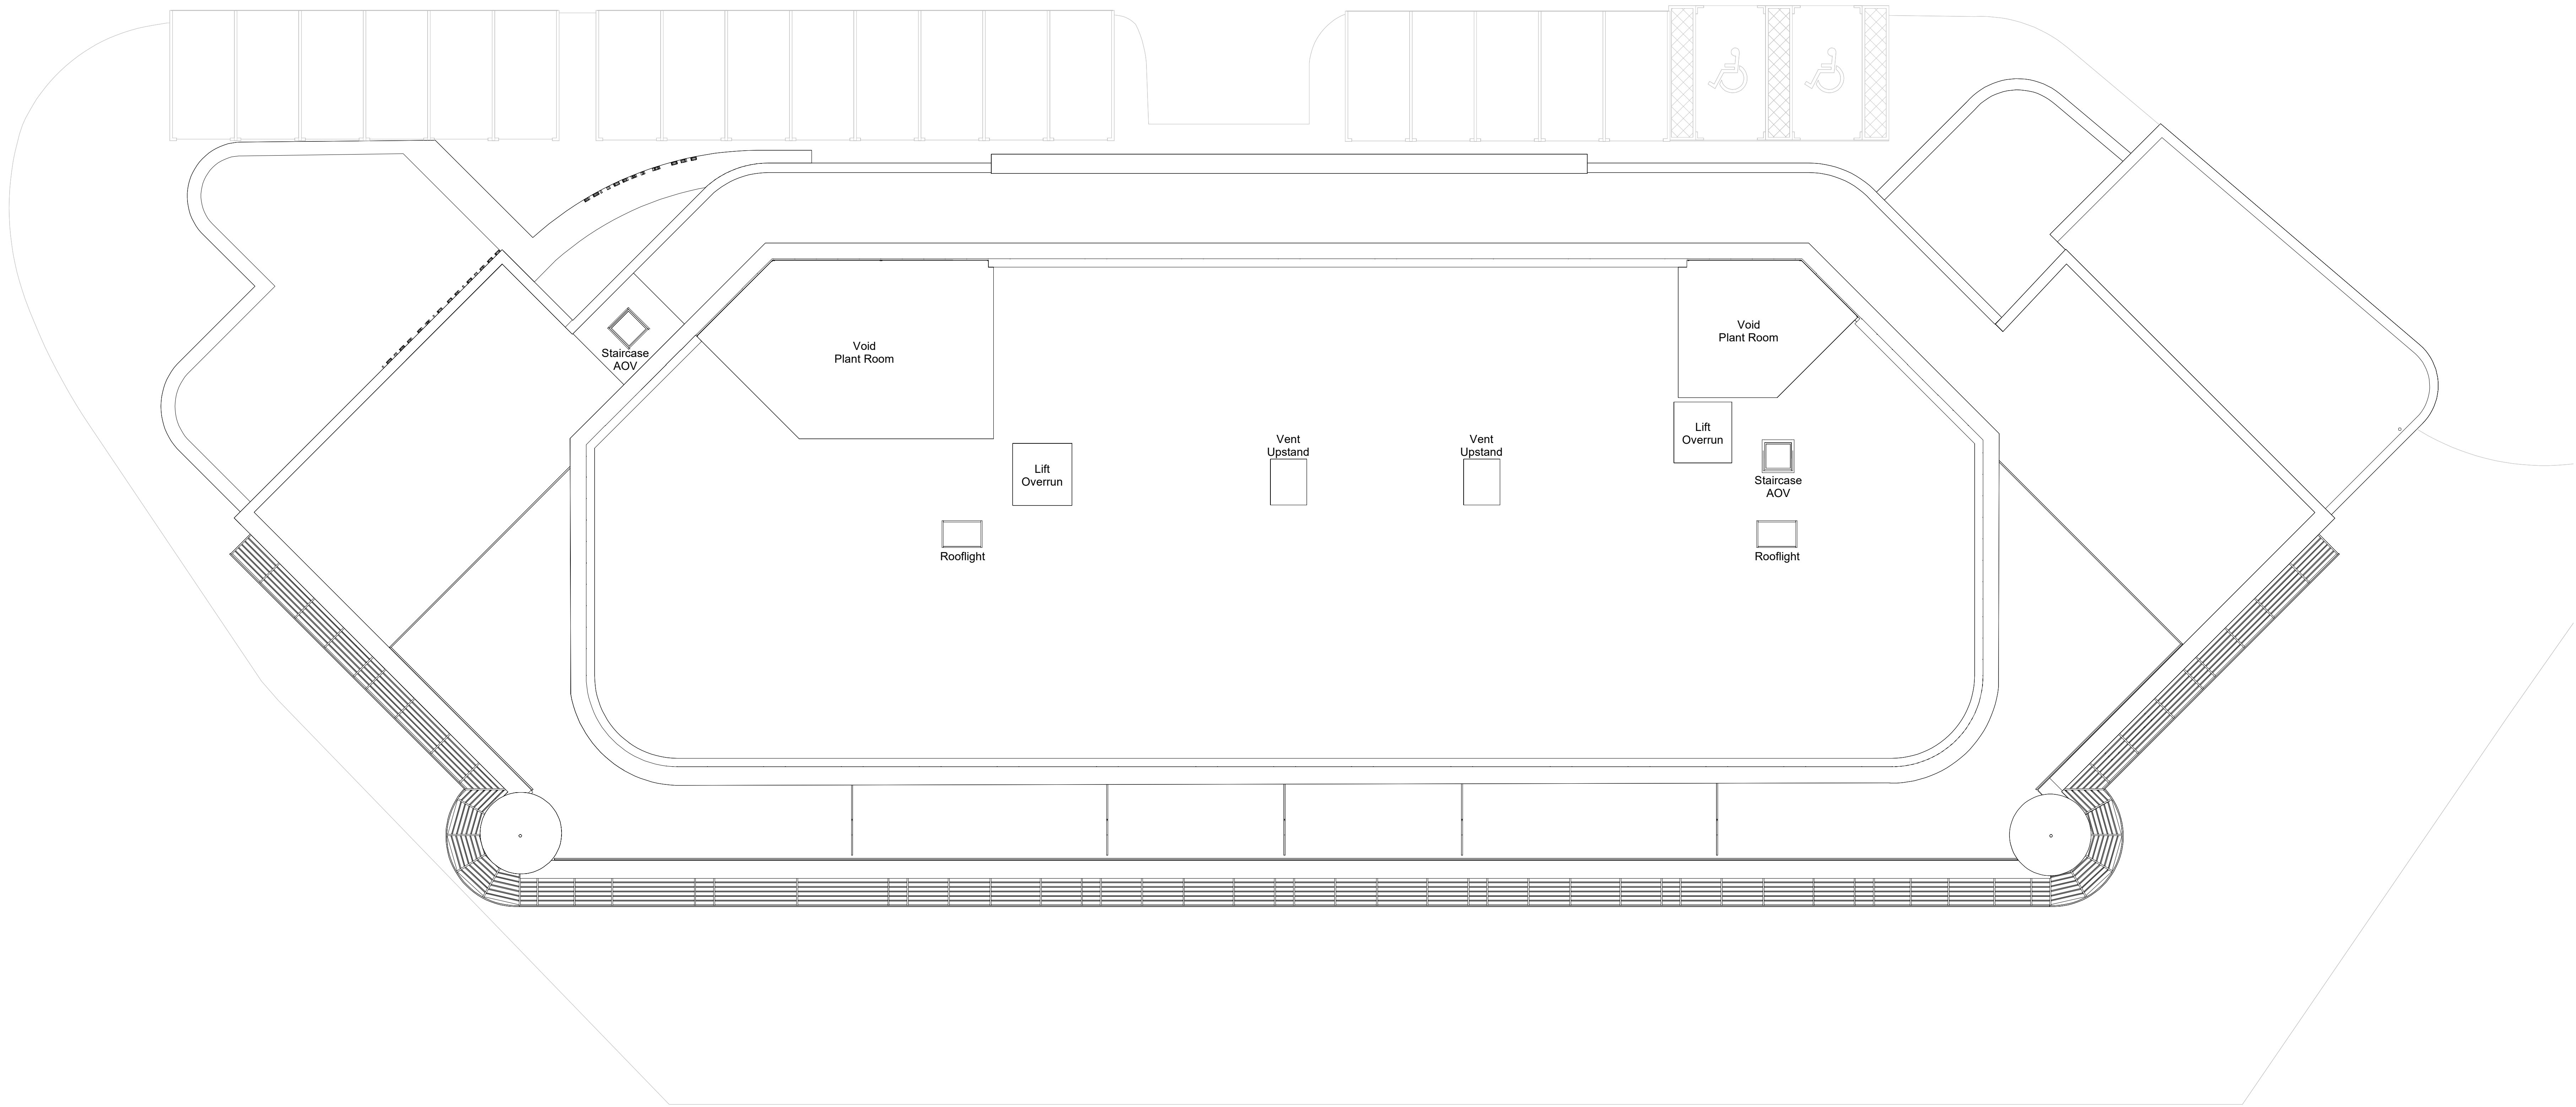 Staircase
AOV
Void
Plant Room
Void
Plant Room
Lift
Overrun
Vent
Upstand
Vent
Upstand
Lift
Overrun
Staircase
AOV
Rooflight
Rooflight